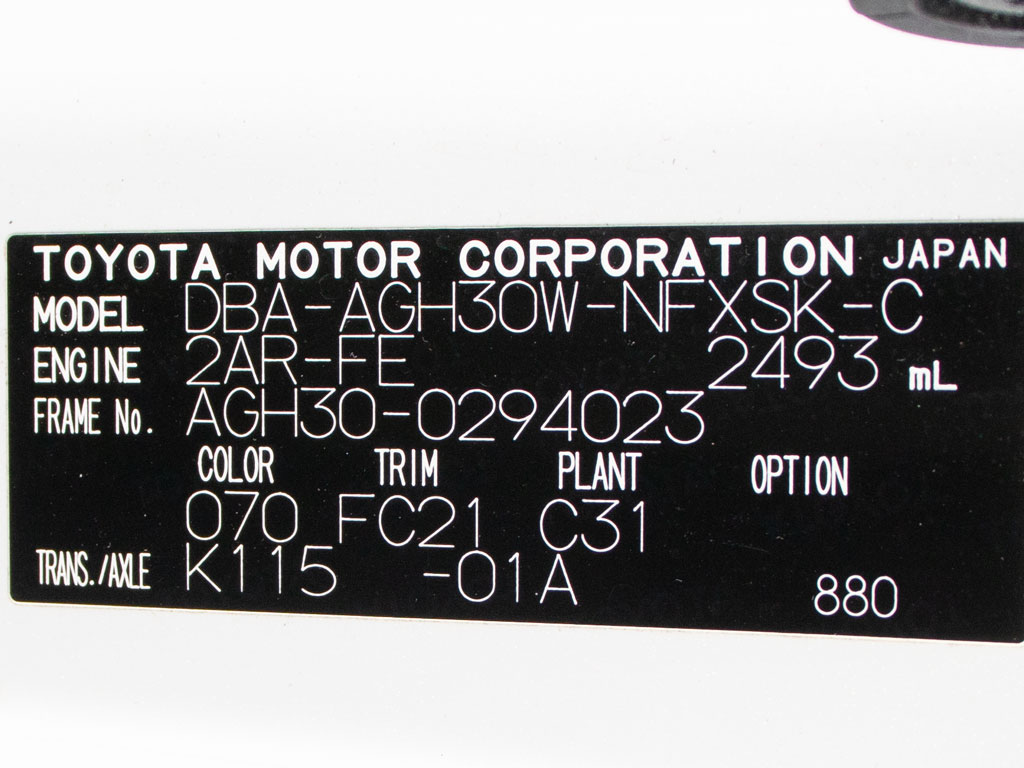 TOYOTA MOTOR CORPORATION JAPAN
MODEL DBA-AGH30W-NFXSK-C
ENGINE 2AR-FE 2493 mL
FRAME No. AGH30-0294023
COLOR TRIM PLANT OPTION
070 FC21 C31
TRANS./AXLE K115 -01A 880